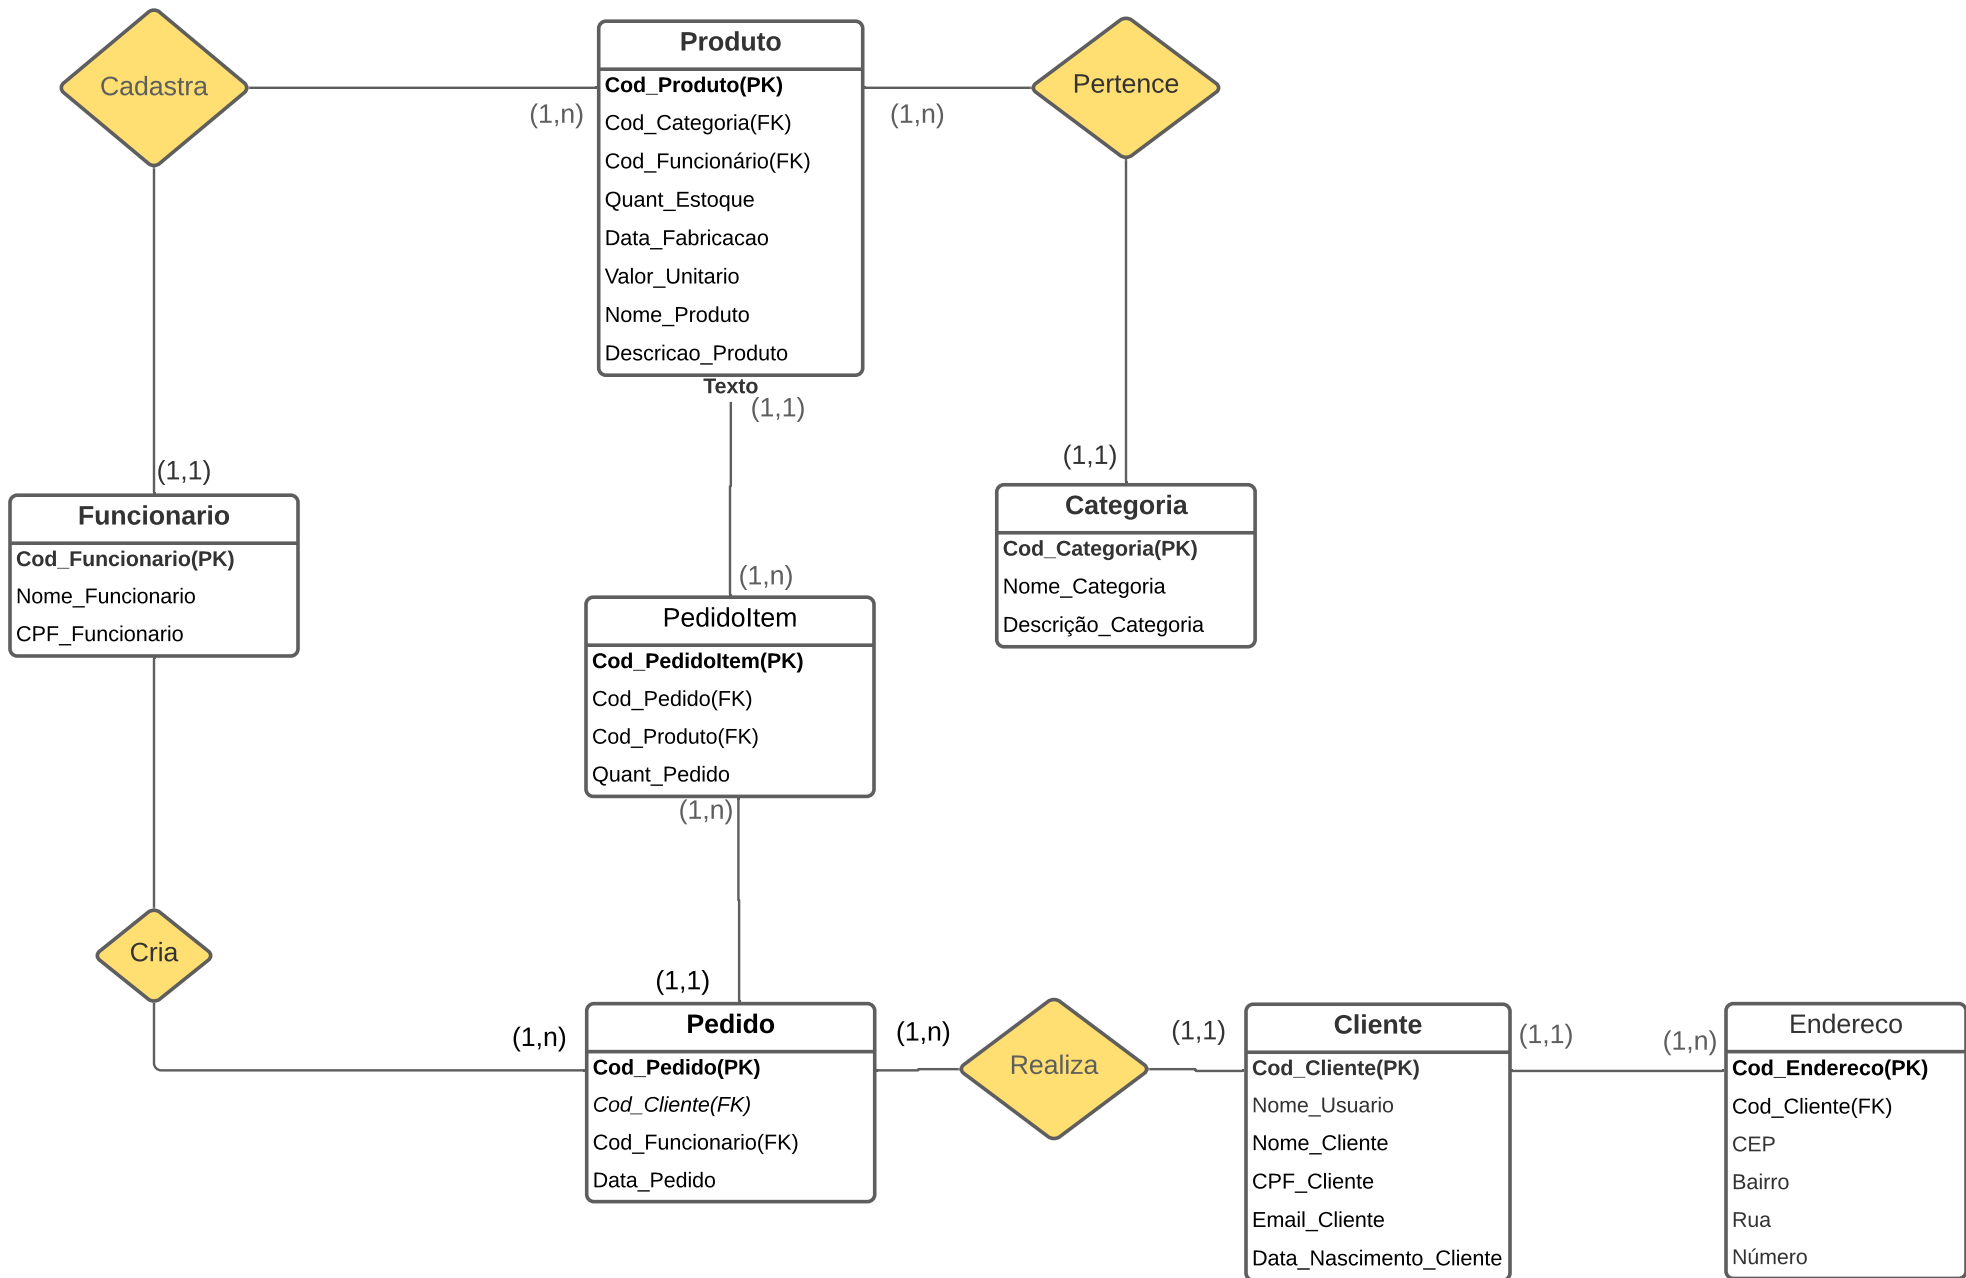 Cadastra
(1,n)
Produto
Cod_Produto(PK)
Cod_Categoria(FK)
Cod_Funcionário(FK)
Quant_Estoque
Data_Fabricacao
Valor_Unitario
Nome_Produto
Descricao_Produto
Texto
(1,1)
(1,n)
Pertence
(1,1)
Funcionario
Cod_Funcionario(PK)
Nome_Funcionario
CPF_Funcionario
(1,n)
PedidoItem
Cod_PedidoItem(PK)
Cod_Pedido(FK)
Cod_Produto(FK)
Quant_Pedido
(1,n)
(1,1)
Categoria
Cod_Categoria(PK)
Nome_Categoria
Descrição_Categoria
Cria
(1,n)
(1,1)
Pedido
Cod_Pedido(PK)
Cod_Cliente(FK)
Cod_Funcionario(FK)
Data_Pedido
(1,n)
Realiza
(1,1)
Cliente
Cod_Cliente(PK)
Nome_Usuario
Nome_Cliente
CPF_Cliente
Email_Cliente
Data_Nascimento_Cliente
(1,1)
(1,n)
Endereco
Cod_Endereco(PK)
Cod_Cliente(FK)
CEP
Bairro
Rua
Número